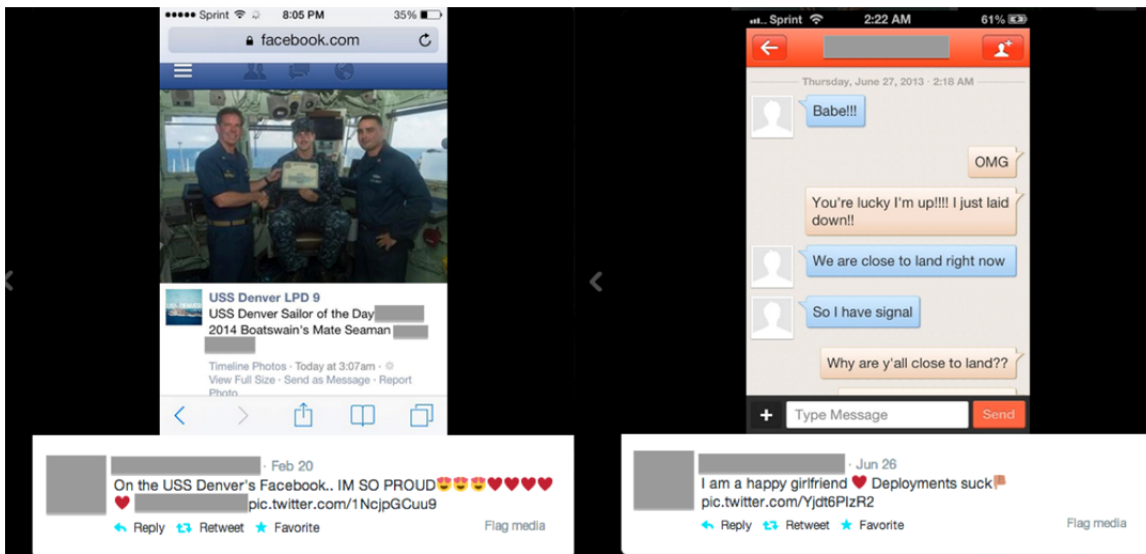 Sprint 8:05 PM 35%
facebook.com
USS Denver LPD 9
USS Denver Sailor of the Day
2014 Boatswain's Mate Seaman
Timeline Photos · Today at 3:07am ·
View Full Size · Send as Message · Report
Photo
· Feb 20
On the USS Denver's Facebook.. IM SO PROUD😍😍😍❤❤❤❤
❤ pic.twitter.com/1NcjpGCuu9
Reply Retweet Favorite Flag media
Sprint 2:22 AM 61%
Thursday, June 27, 2013 · 2:18 AM
Babe!!!
OMG
You're lucky I'm up!!!! I just laid
down!!
We are close to land right now
So I have signal
Why are y'all close to land??
+ Type Message Send
· Jun 26
I am a happy girlfriend ❤ Deployments suck👎
pic.twitter.com/Yjdt6PIzR2
Reply Retweet Favorite Flag media